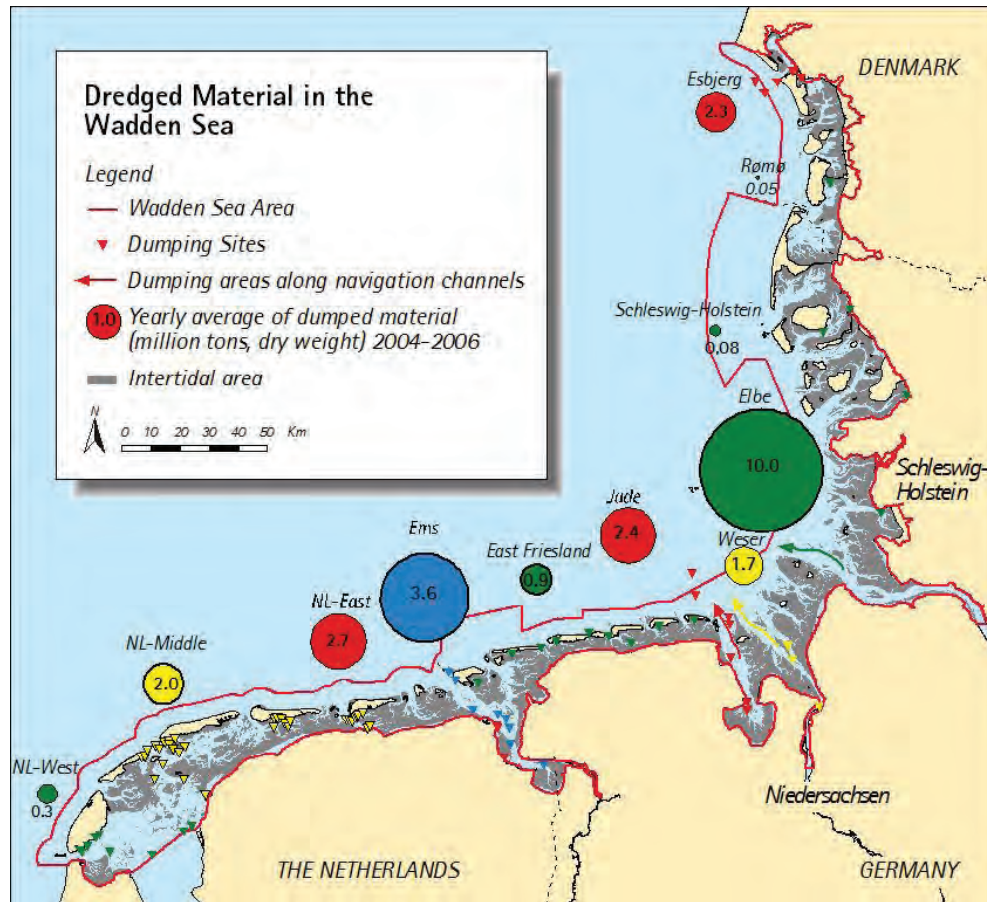 Dredged Material in the
Wadden Sea
Legend
Wadden Sea Area
Dumping Sites
Dumping areas along navigation channels
1.0 Yearly average of dumped material
(million tons, dry weight) 2004-2006
Intertidal area
N
0 10 20 30 40 50 Km
DENMARK
Esbjerg
2.3
Rømø
0.05
Schleswig-Holstein
0,08
Elbe
10.0
Schleswig-
Holstein
Jade
2.4
Weser
1.7
Ems
3.6
East Friesland
0.9
NL-East
2.7
NL-Middle
2.0
NL-West
0.3
Niedersachsen
THE NETHERLANDS
GERMANY